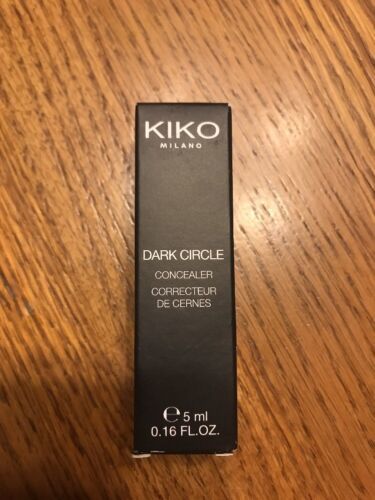 KIKO
MILANO
DARK CIRCLE
CONCEALER
CORRECTEUR
DE CERNES
℮ 5 ml
0.16 FL.OZ.